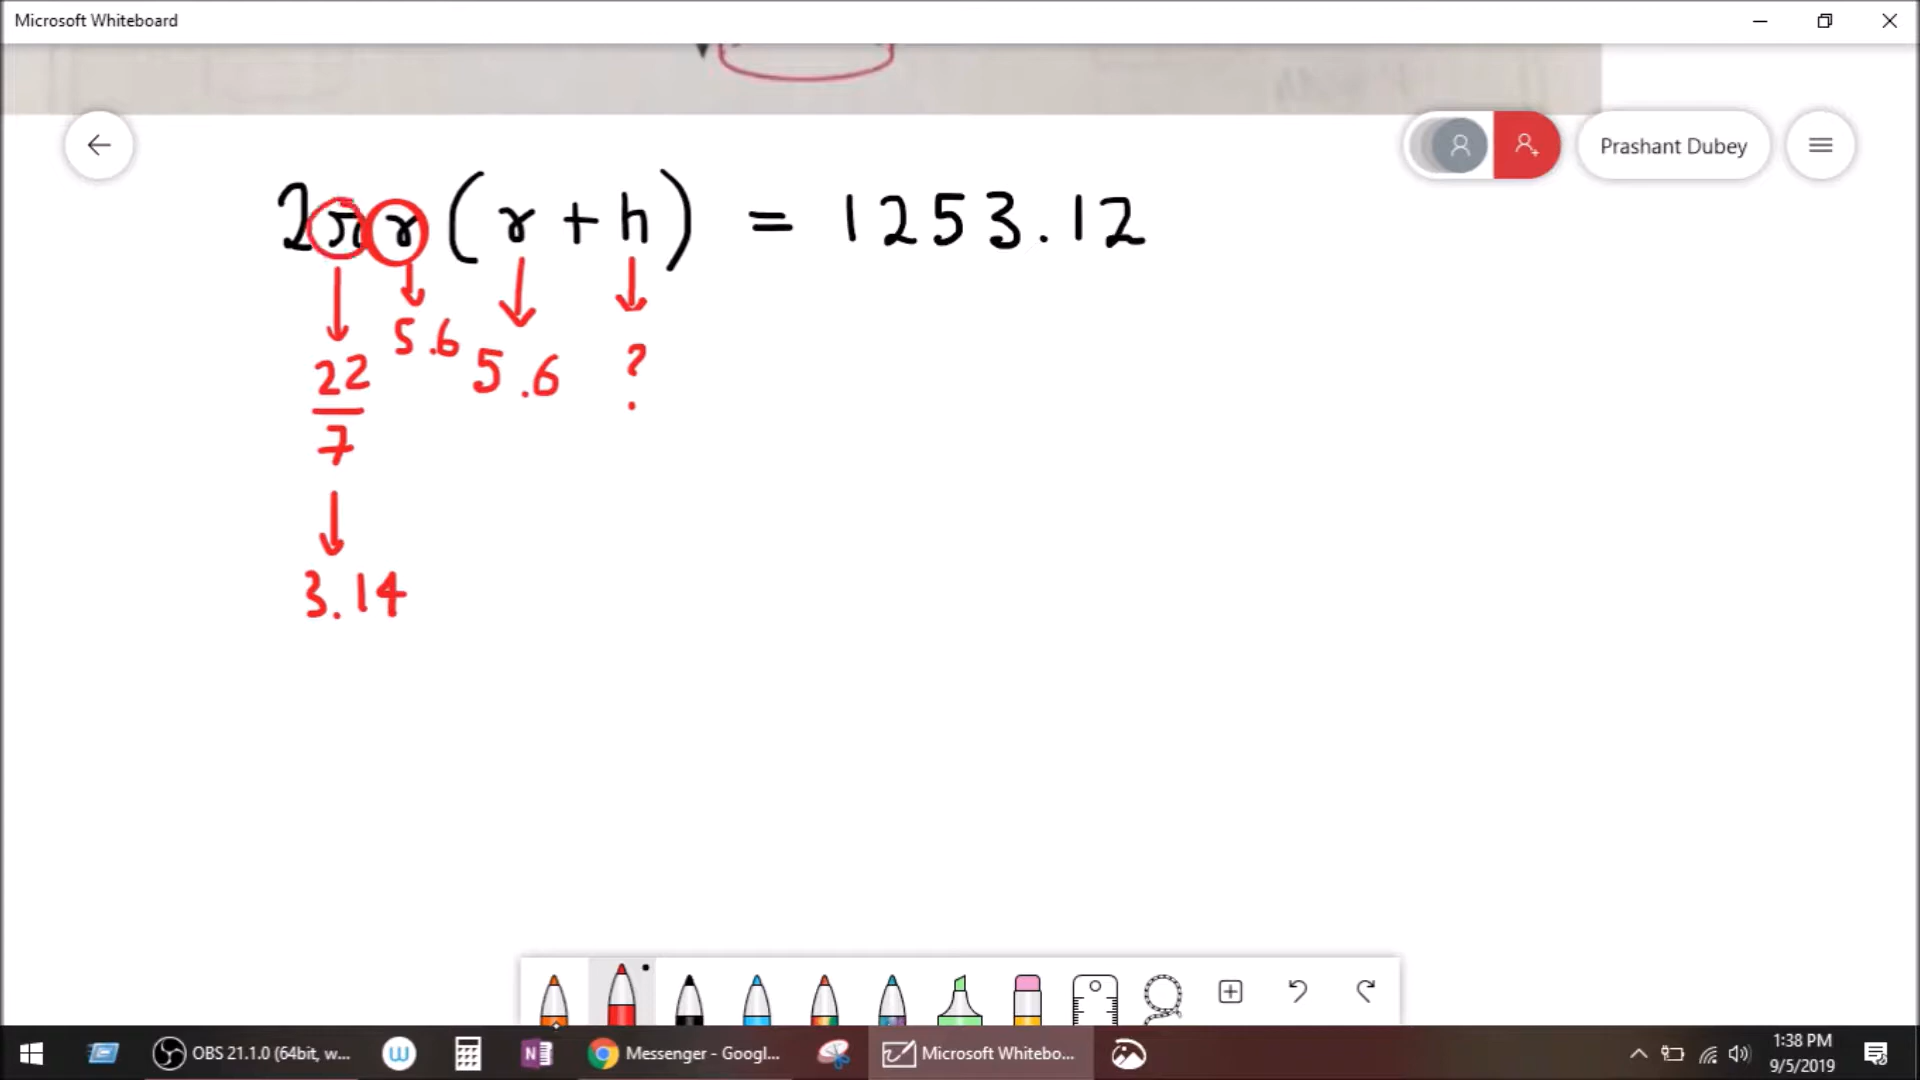 Microsoft Whiteboard
Prashant Dubey
2πr(r+h) = 1253.12
5.6
5.6
?
22
7
3.14
OBS 21.1.0 (64bit, w...
Messenger - Googl...
Microsoft Whitebo...
1:38 PM
9/5/2019